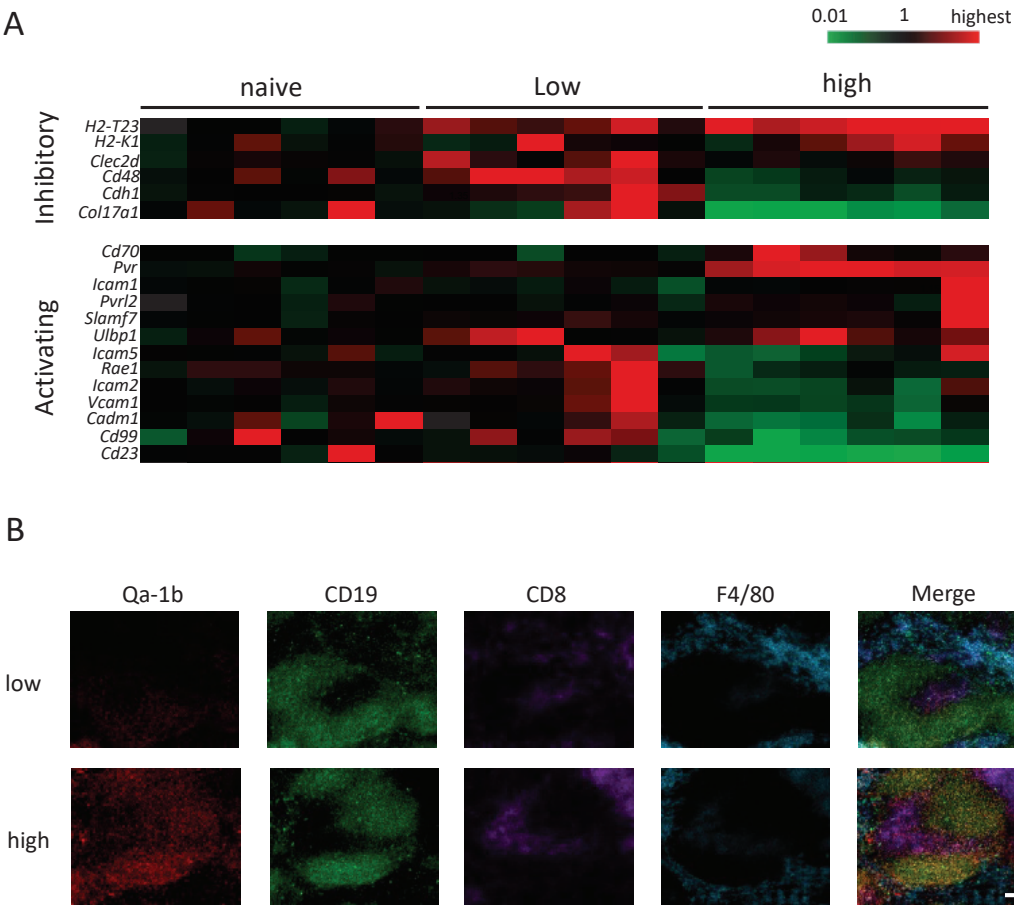 A
0.01 1 highest
naive Low high
Inhibitory
H2-T23
H2-K1
Clec2d
Cd48
Cdh1
Col17a1
Activating
Cd70
Pvr
Icam1
Pvrl2
Slamf7
Ulbp1
Icam5
Rae1
Icam2
Vcam1
Cadm1
Cd99
Cd23
B
Qa-1b CD19 CD8 F4/80 Merge
low
high